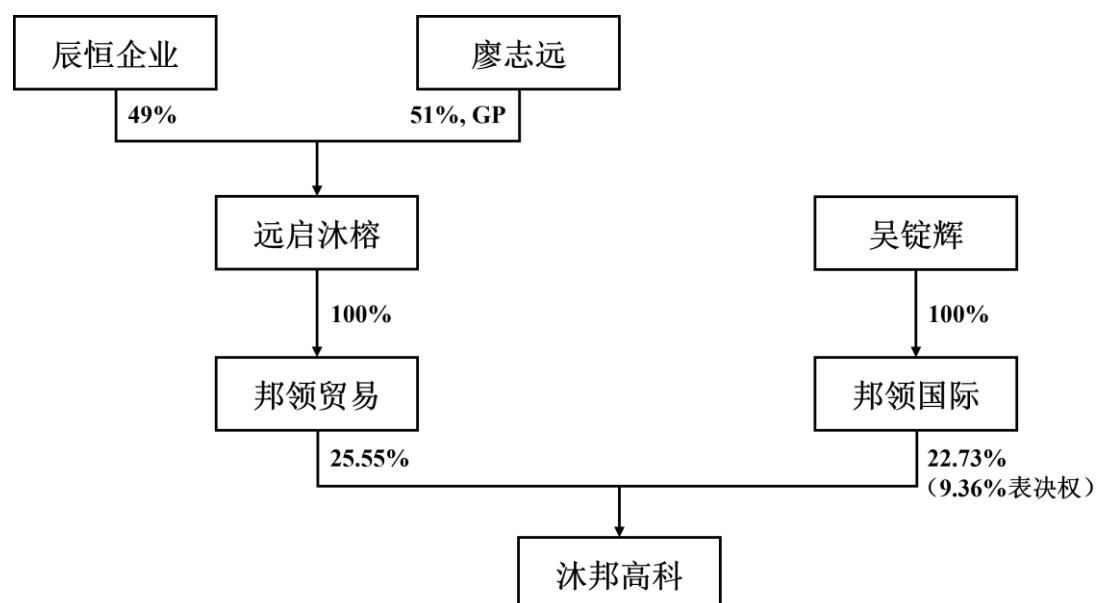 辰恒企业
廖志远
49%
51%, GP
远启沐榕
吴锭辉
100%
100%
邦领贸易
邦领国际
25.55%
22.73%
（9.36%表决权）
沐邦高科